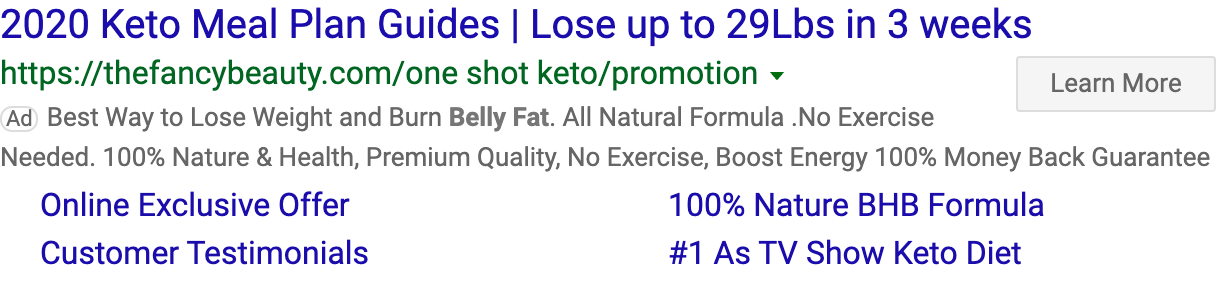 2020 Keto Meal Plan Guides | Lose up to 29Lbs in 3 weeks
https://thefancybeauty.com/one shot keto/promotion
Learn More
Ad Best Way to Lose Weight and Burn Belly Fat. All Natural Formula .No Exercise
Needed. 100% Nature & Health, Premium Quality, No Exercise, Boost Energy 100% Money Back Guarantee
Online Exclusive Offer
100% Nature BHB Formula
Customer Testimonials
#1 As TV Show Keto Diet